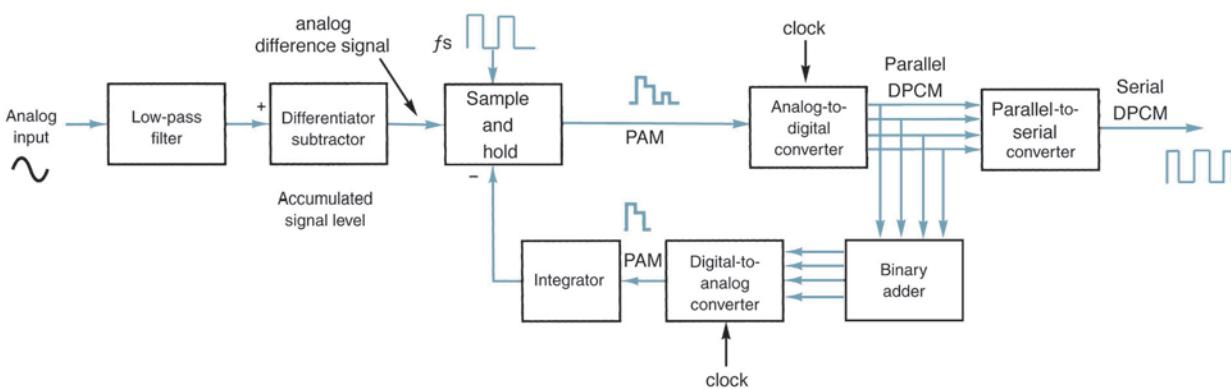 analog
difference signal
fs
clock
Parallel
DPCM
Serial
DPCM
Analog
input
Low-pass
filter
+
Differentiator
subtractor
Sample
and
hold
PAM
Analog-to-
digital
converter
Parallel-to-
serial
converter
–
Accumulated
signal level
Integrator
PAM
Digital-to-
analog
converter
Binary
adder
clock